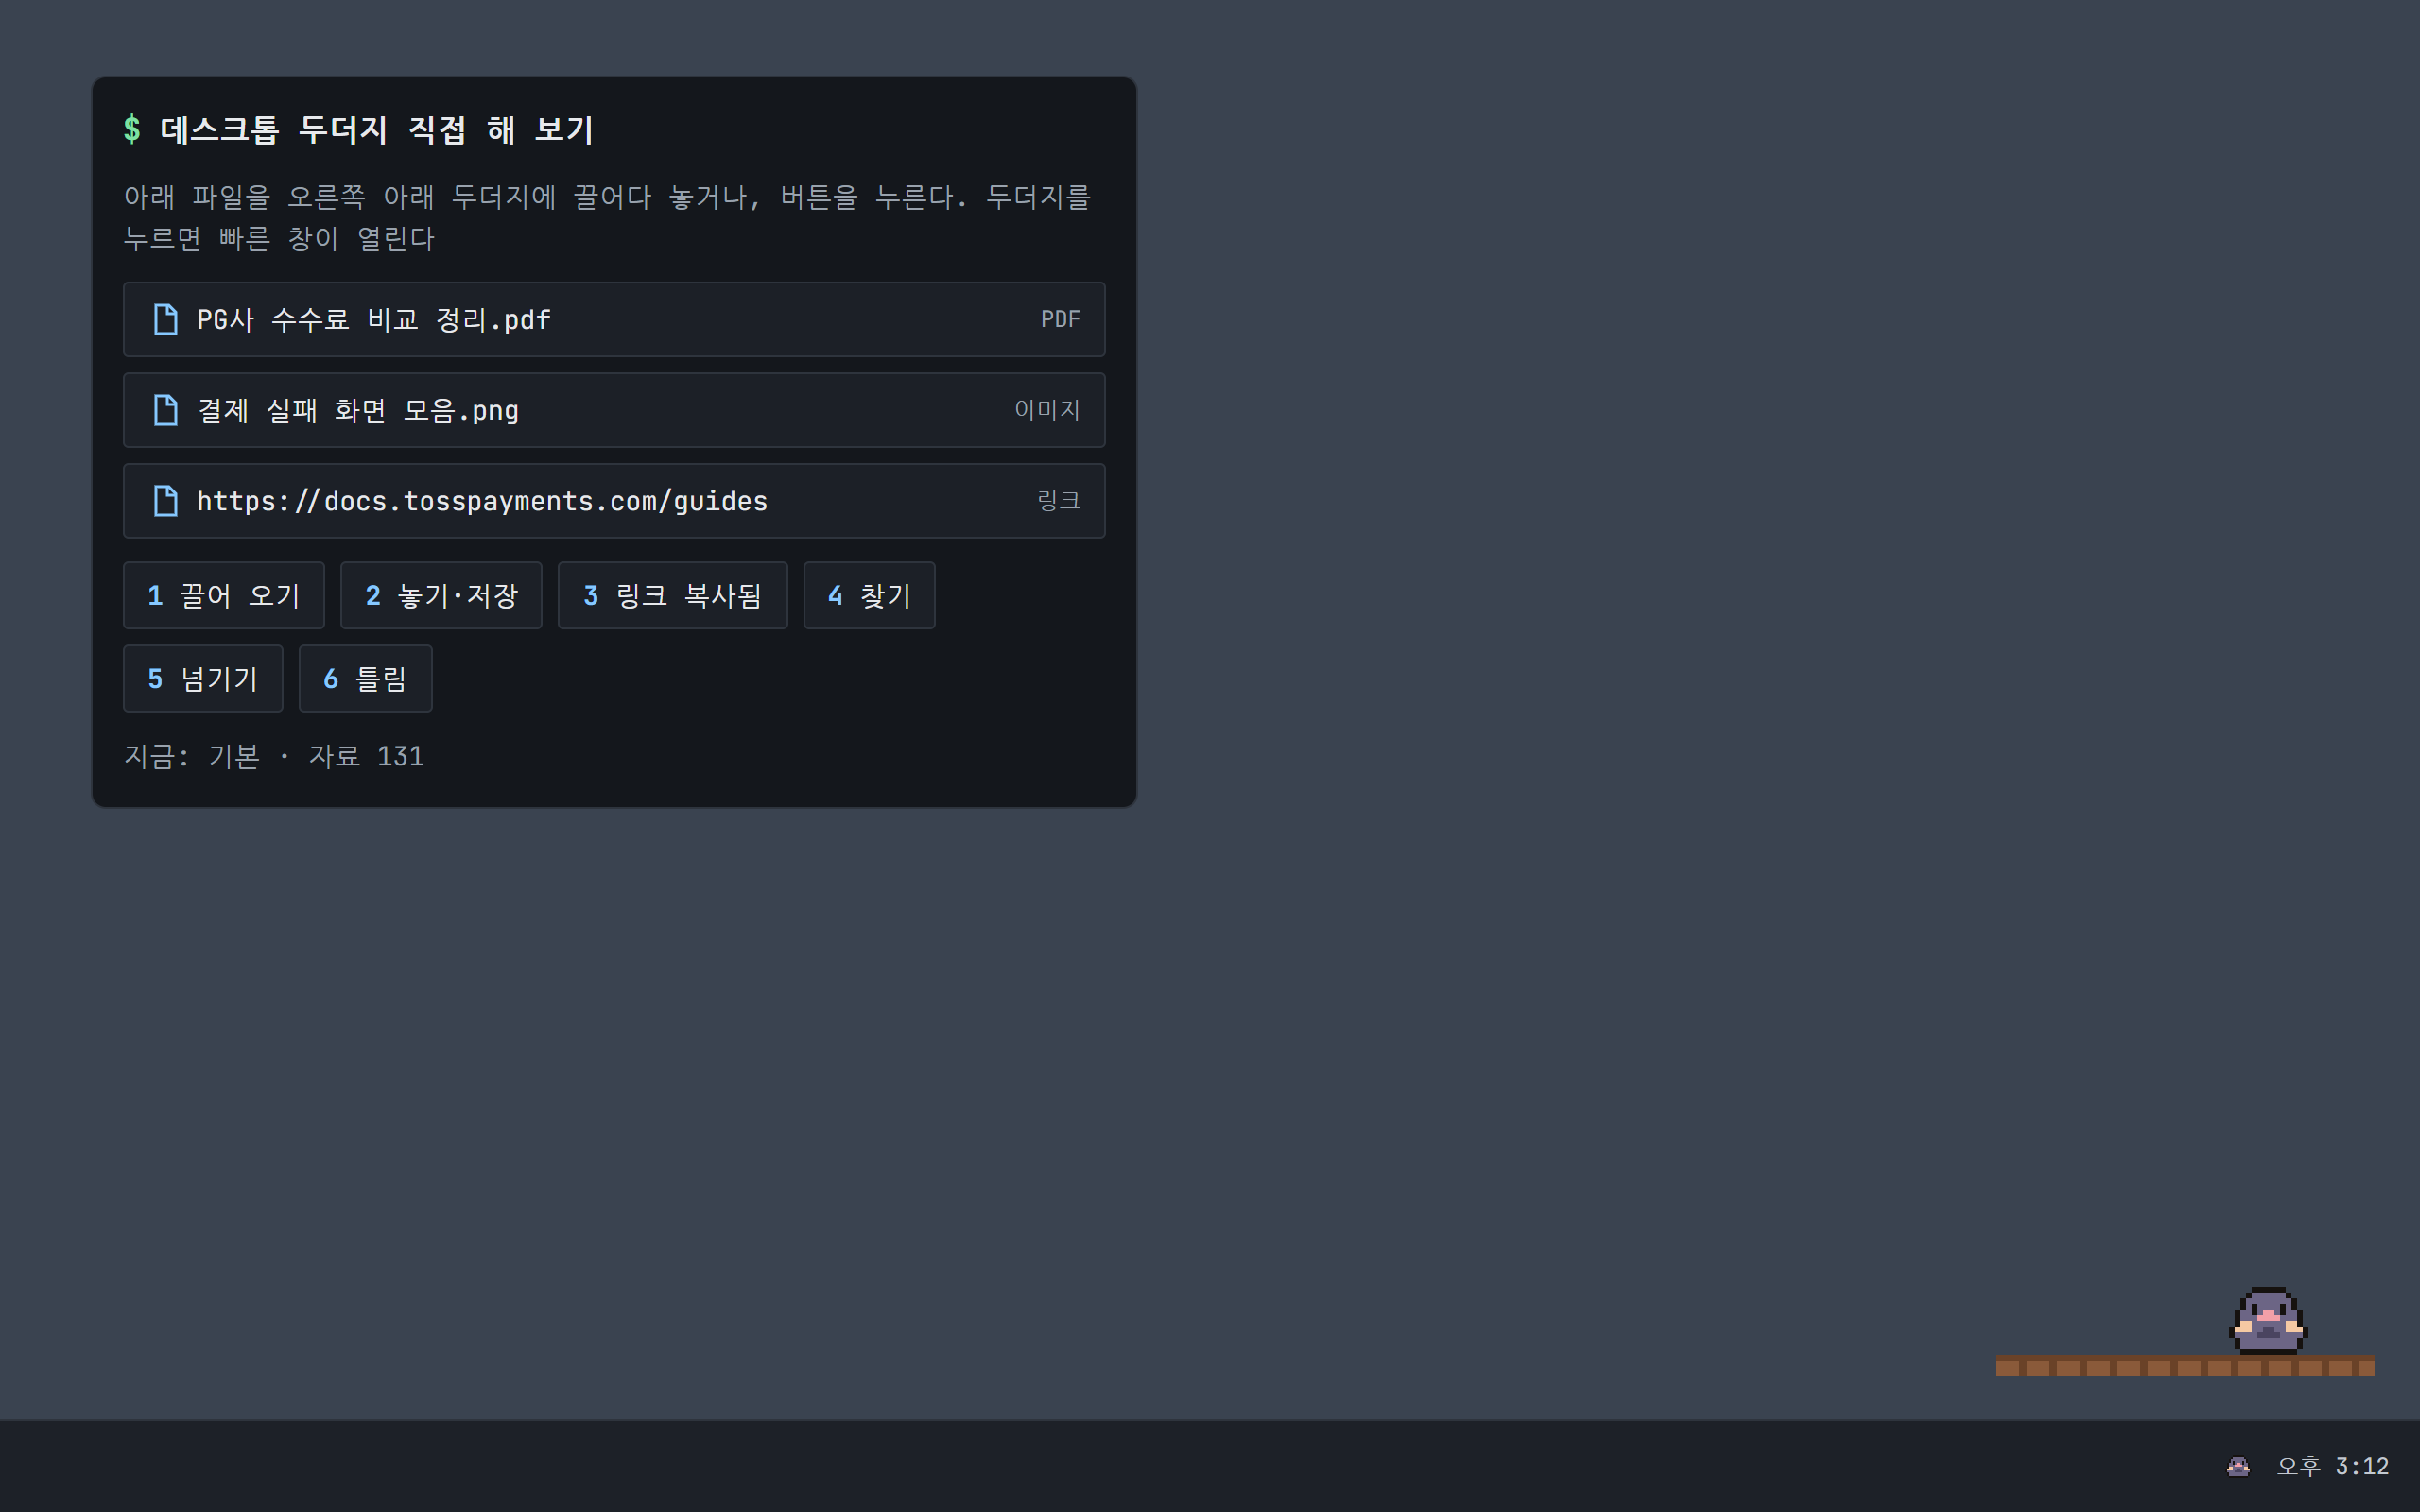 $ 데스크톱 두더지 직접 해 보기
아래 파일을 오른쪽 아래 두더지에 끌어다 놓거나, 버튼을 누른다. 두더지를
누르면 빠른 창이 열린다
PG사 수수료 비교 정리.pdf PDF
결제 실패 화면 모음.png 이미지
https://docs.tosspayments.com/guides 링크
1 끌어 오기 2 놓기·저장 3 링크 복사됨 4 찾기
5 넘기기 6 틀림
지금: 기본 · 자료 131
오후 3:12